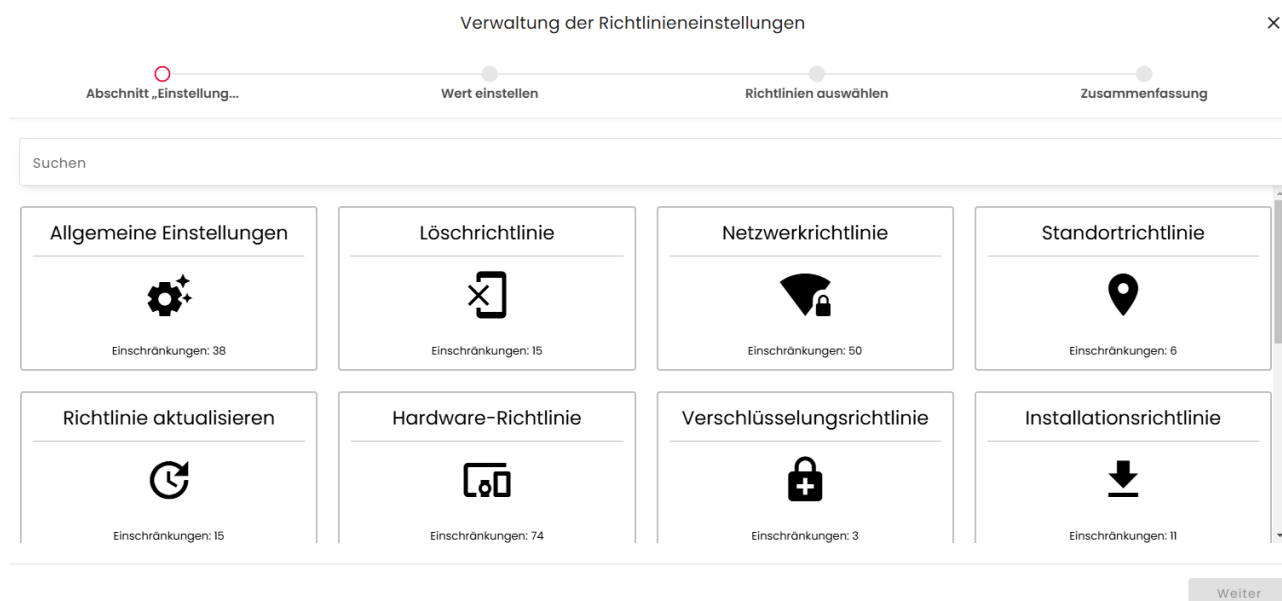 Verwaltung der Richtlinieneinstellungen
Abschnitt „Einstellung...
Wert einstellen
Richtlinien auswählen
Zusammenfassung
Suchen
Allgemeine Einstellungen
Einschränkungen: 38
Löschrichtlinie
Einschränkungen: 15
Netzwerkrichtlinie
Einschränkungen: 50
Standortrichtlinie
Einschränkungen: 6
Richtlinie aktualisieren
Einschränkungen: 15
Hardware-Richtlinie
Einschränkungen: 74
Verschlüsselungsrichtlinie
Einschränkungen: 3
Installationsrichtlinie
Einschränkungen: 11
Weiter